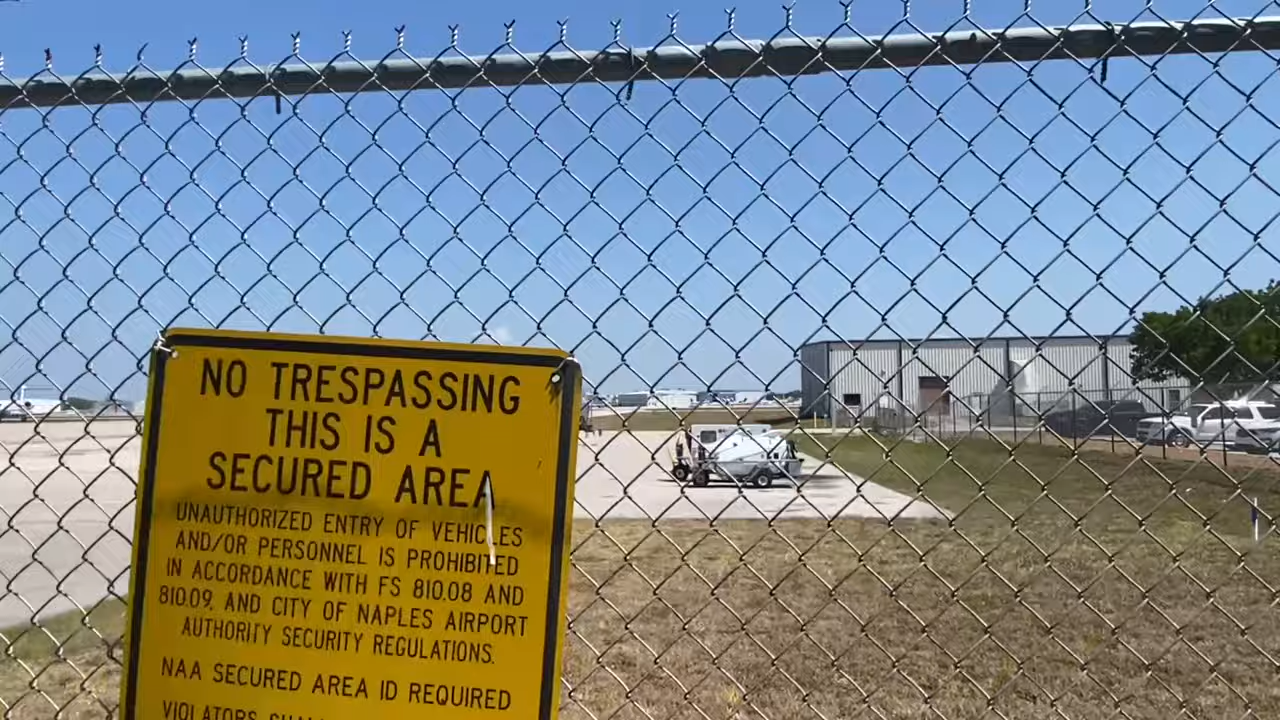 NO TRESPASSING
THIS IS A
SECURED AREA
UNAUTHORIZED ENTRY OF VEHICLES
AND/OR PERSONNEL IS PROHIBITED
IN ACCORDANCE WITH FS 810.08 AND
810.09, AND CITY OF NAPLES AIRPORT
AUTHORITY SECURITY REGULATIONS.
NAA SECURED AREA ID REQUIRED
VIOLATORS